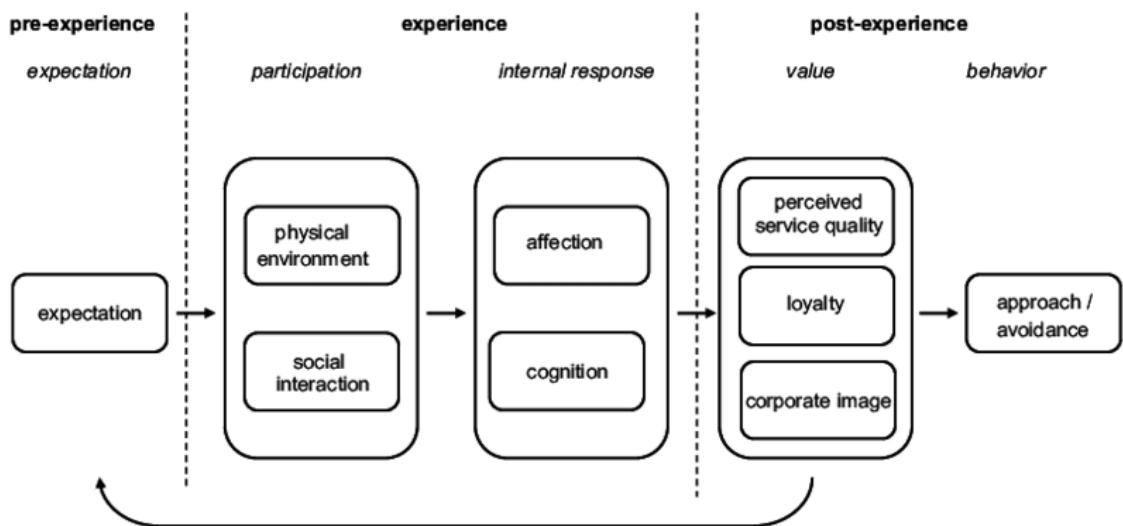 pre-experience
experience
post-experience
expectation
participation
internal response
value
behavior
expectation
physical
environment
social
interaction
affection
cognition
perceived
service quality
loyalty
corporate image
approach /
avoidance